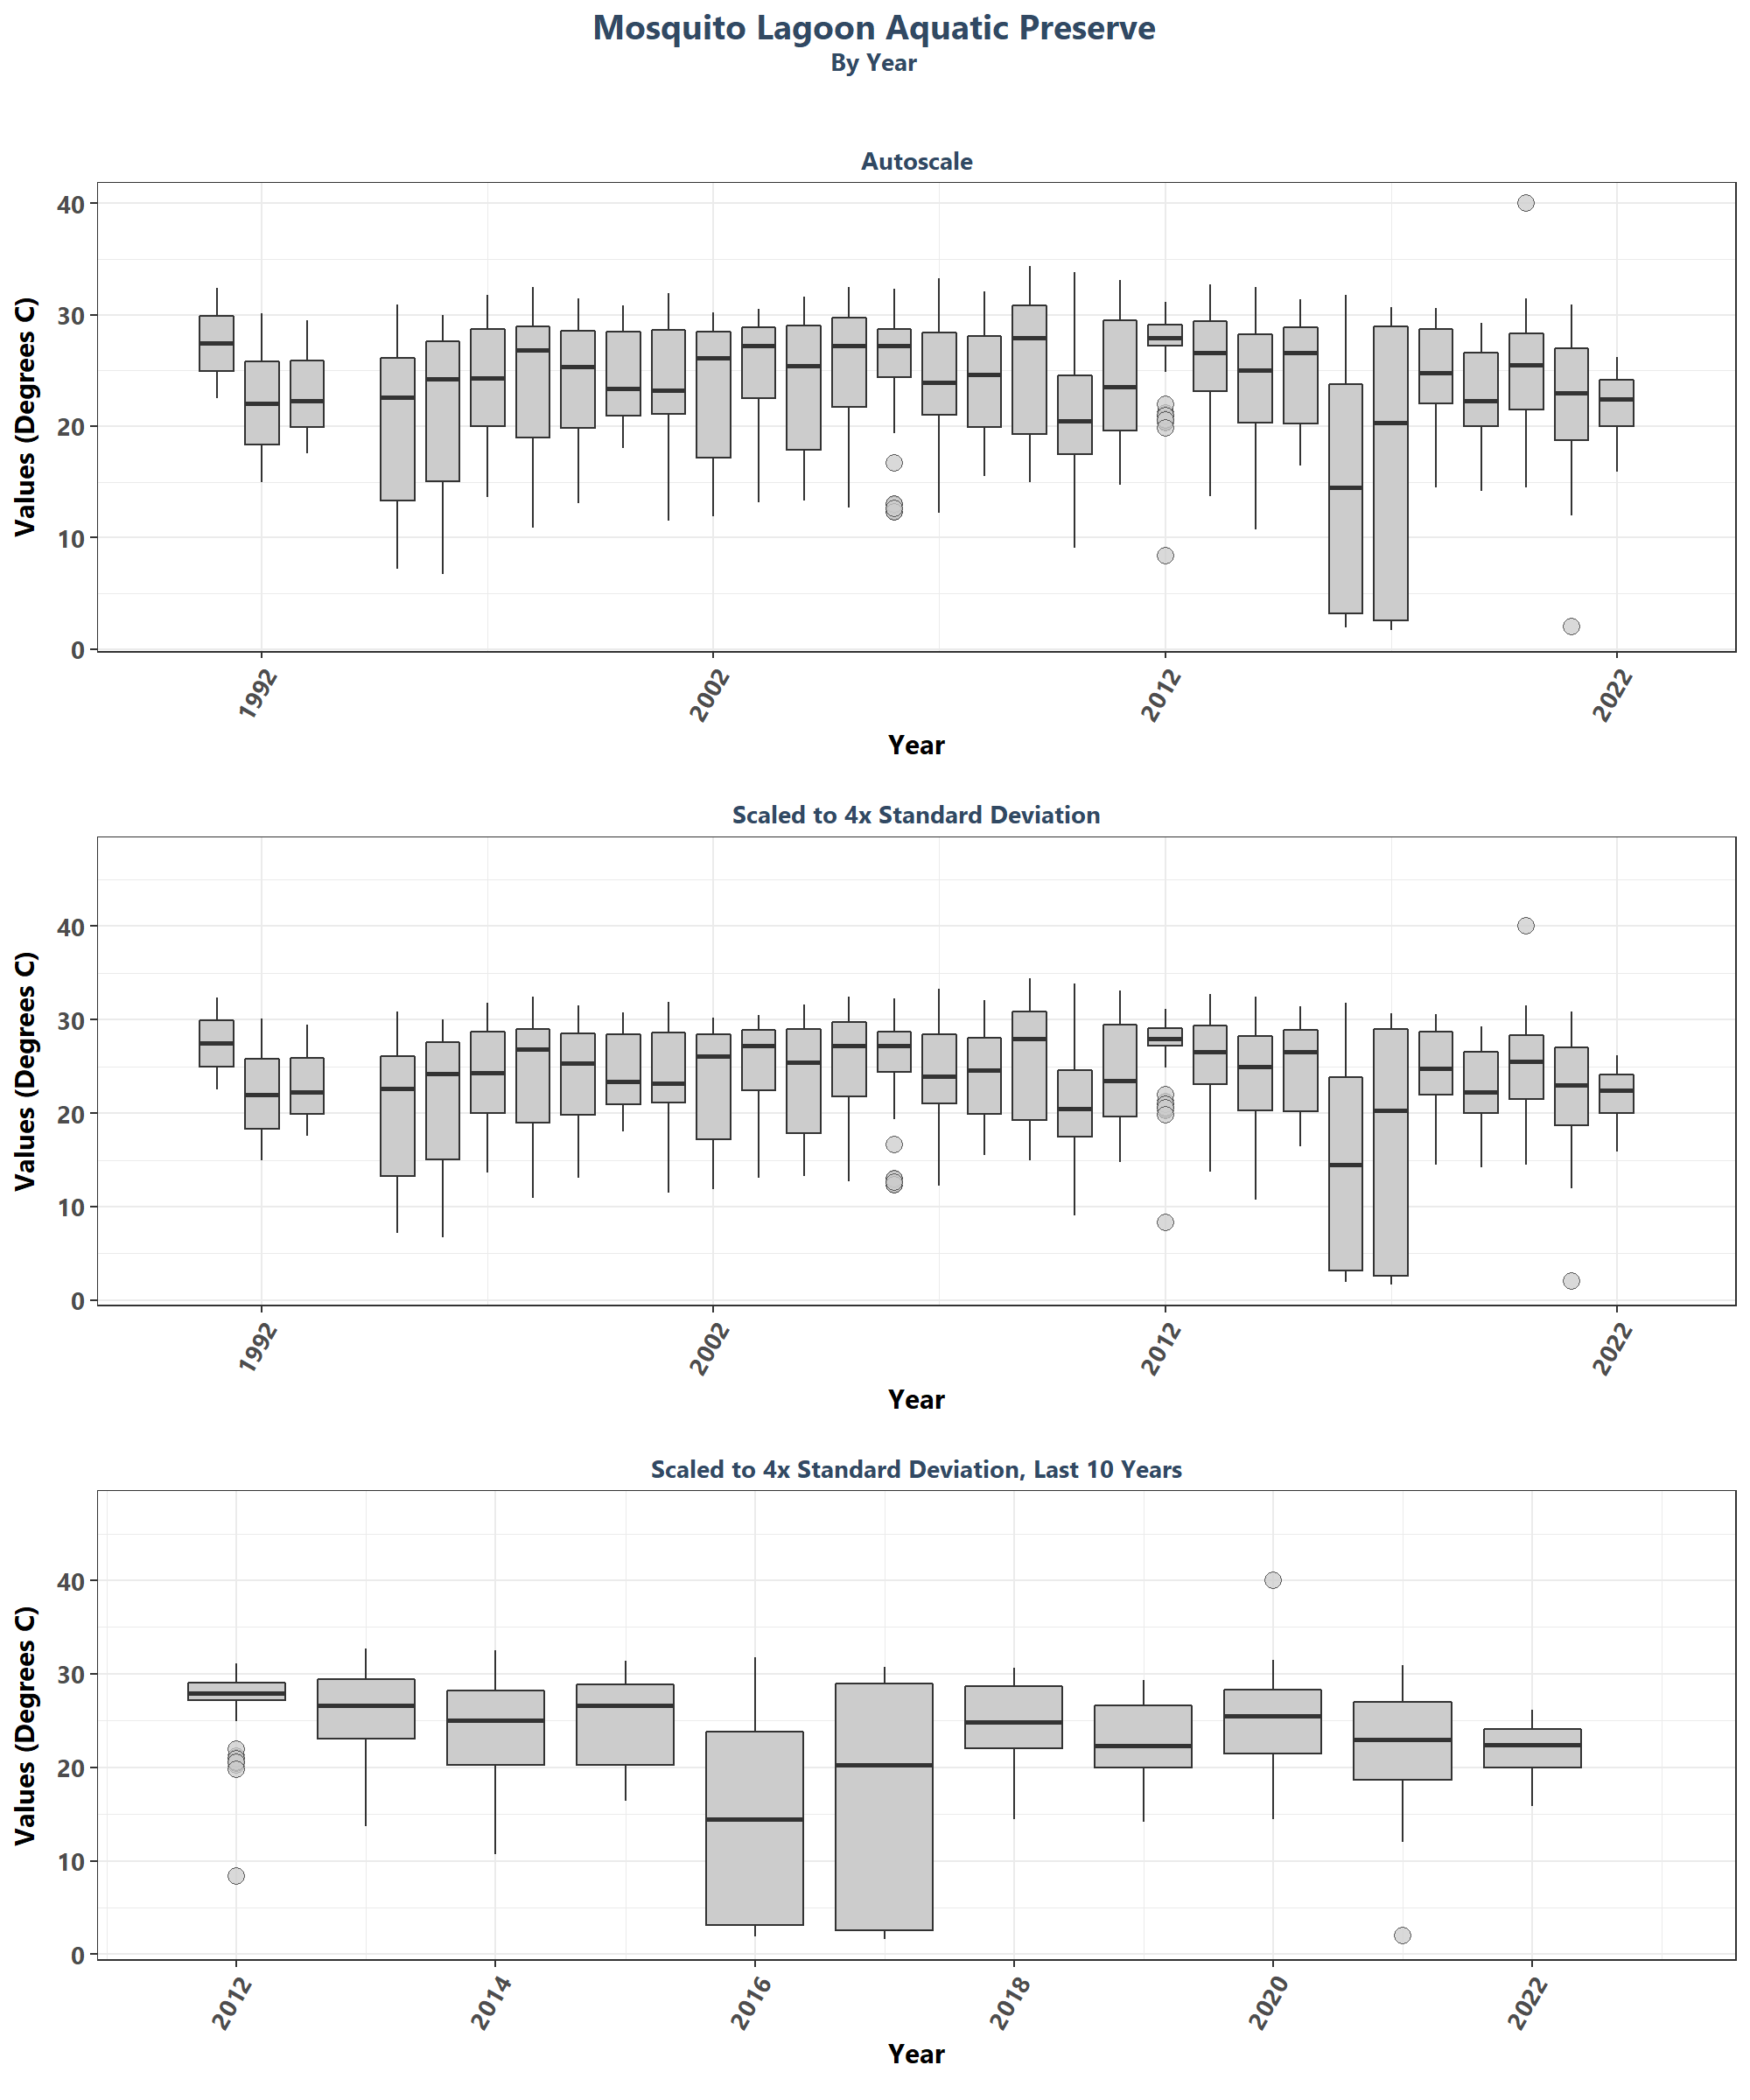 Mosquito Lagoon Aquatic Preserve
By Year
Autoscale
Values (Degrees C)
40
30
20
10
0
1992
2002
2012
2022
Year
Scaled to 4x Standard Deviation
Values (Degrees C)
40
30
20
10
0
1992
2002
2012
2022
Year
Scaled to 4x Standard Deviation, Last 10 Years
Values (Degrees C)
40
30
20
10
0
2012
2014
2016
2018
2020
2022
Year